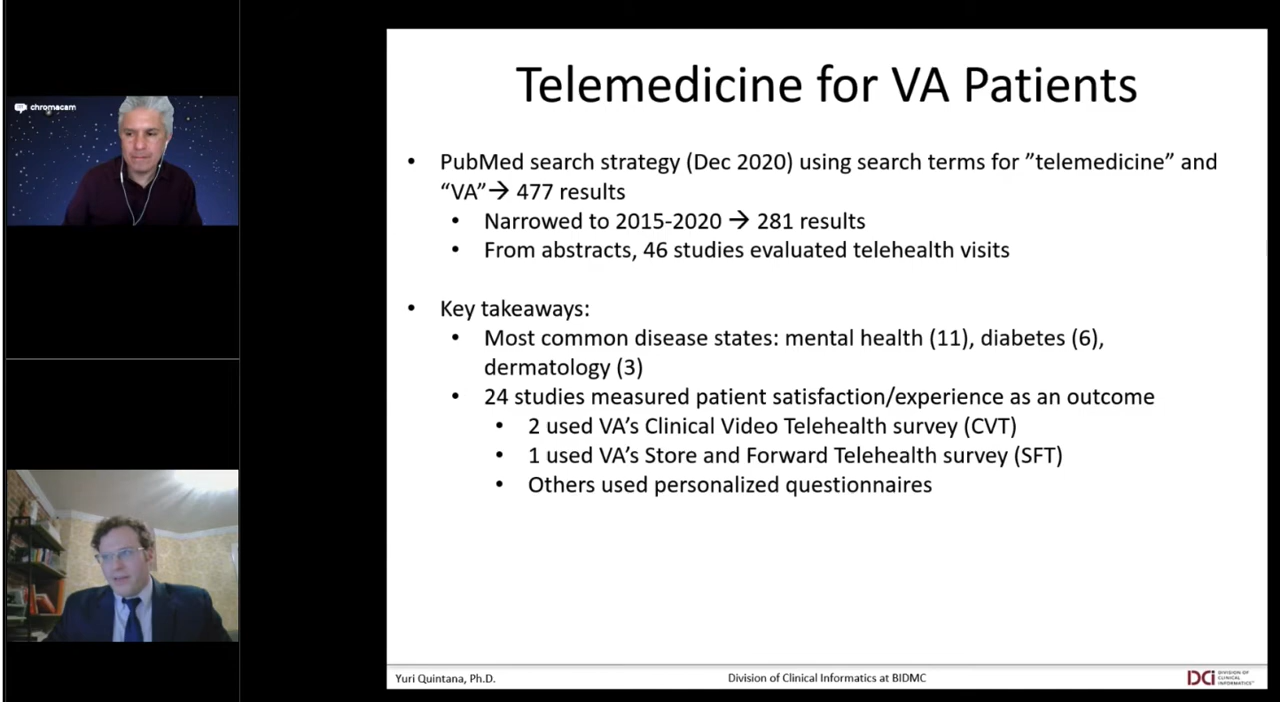 chromacam
Telemedicine for VA Patients
• PubMed search strategy (Dec 2020) using search terms for ”telemedicine” and
“VA”→ 477 results
• Narrowed to 2015-2020 → 281 results
• From abstracts, 46 studies evaluated telehealth visits
• Key takeaways:
• Most common disease states: mental health (11), diabetes (6),
dermatology (3)
• 24 studies measured patient satisfaction/experience as an outcome
• 2 used VA’s Clinical Video Telehealth survey (CVT)
• 1 used VA’s Store and Forward Telehealth survey (SFT)
• Others used personalized questionnaires
Yuri Quintana, Ph.D.
Division of Clinical Informatics at BIDMC
DCi
DIVISION OF
CLINICAL
INFORMATICS